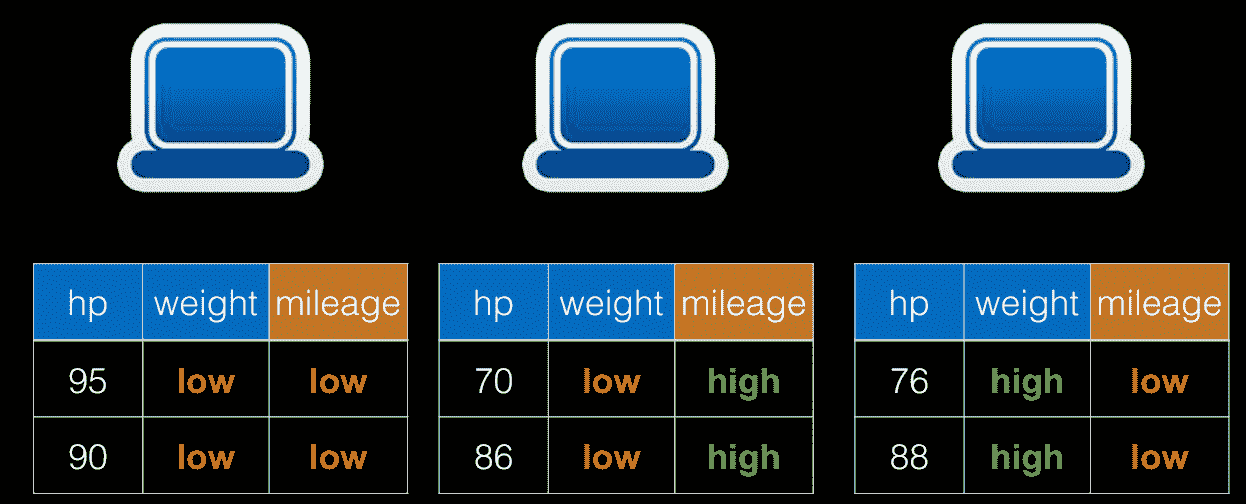 hp weight mileage
95 low low
90 low low
hp weight mileage
70 low high
86 low high
hp weight mileage
76 high low
88 high low